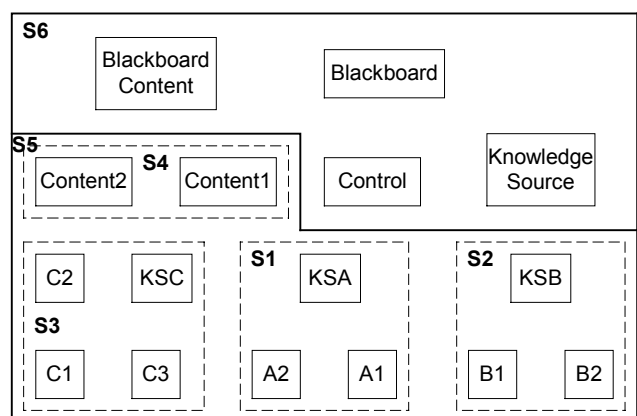 S6
Blackboard
Content
Blackboard
S5
Content2
S4
Content1
Control
Knowledge
Source
C2
KSC
S3
C1
C3
S1
KSA
A2
A1
S2
KSB
B1
B2